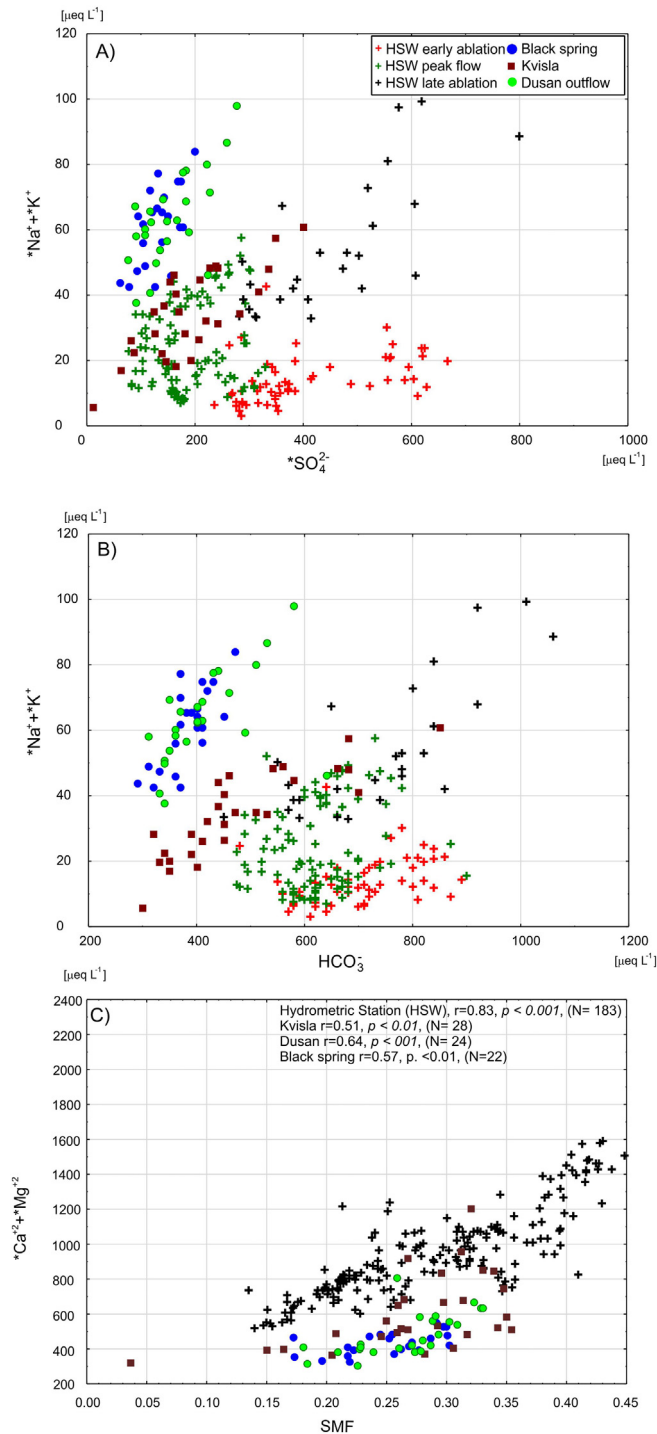 [μeq L⁻¹]
120
A)
+ HSW early ablation
+ HSW peak flow
+ HSW late ablation
Black spring
Kvisla
Dusan outflow
100
80
60
40
20
0
*Na⁺+*K⁺
0 200 400 600 800 1000
*SO₄²⁻
[μeq L⁻¹]
[μeq L⁻¹]
120
B)
100
80
60
40
20
0
*Na⁺+*K⁺
200 400 600 800 1000 1200
HCO₃⁻
[μeq L⁻¹]
[μeq L⁻¹]
2400
C)
Hydrometric Station (HSW), r=0.83, p < 0.001, (N= 183)
Kvisla r=0.51, p < 0.01, (N= 28)
Dusan r=0.64, p < 001, (N= 24)
Black spring r=0.57, p. <0.01, (N=22)
2200
2000
1800
1600
1400
1200
1000
800
600
400
200
*Ca⁺²+*Mg⁺²
0.00 0.05 0.10 0.15 0.20 0.25 0.30 0.35 0.40 0.45
SMF